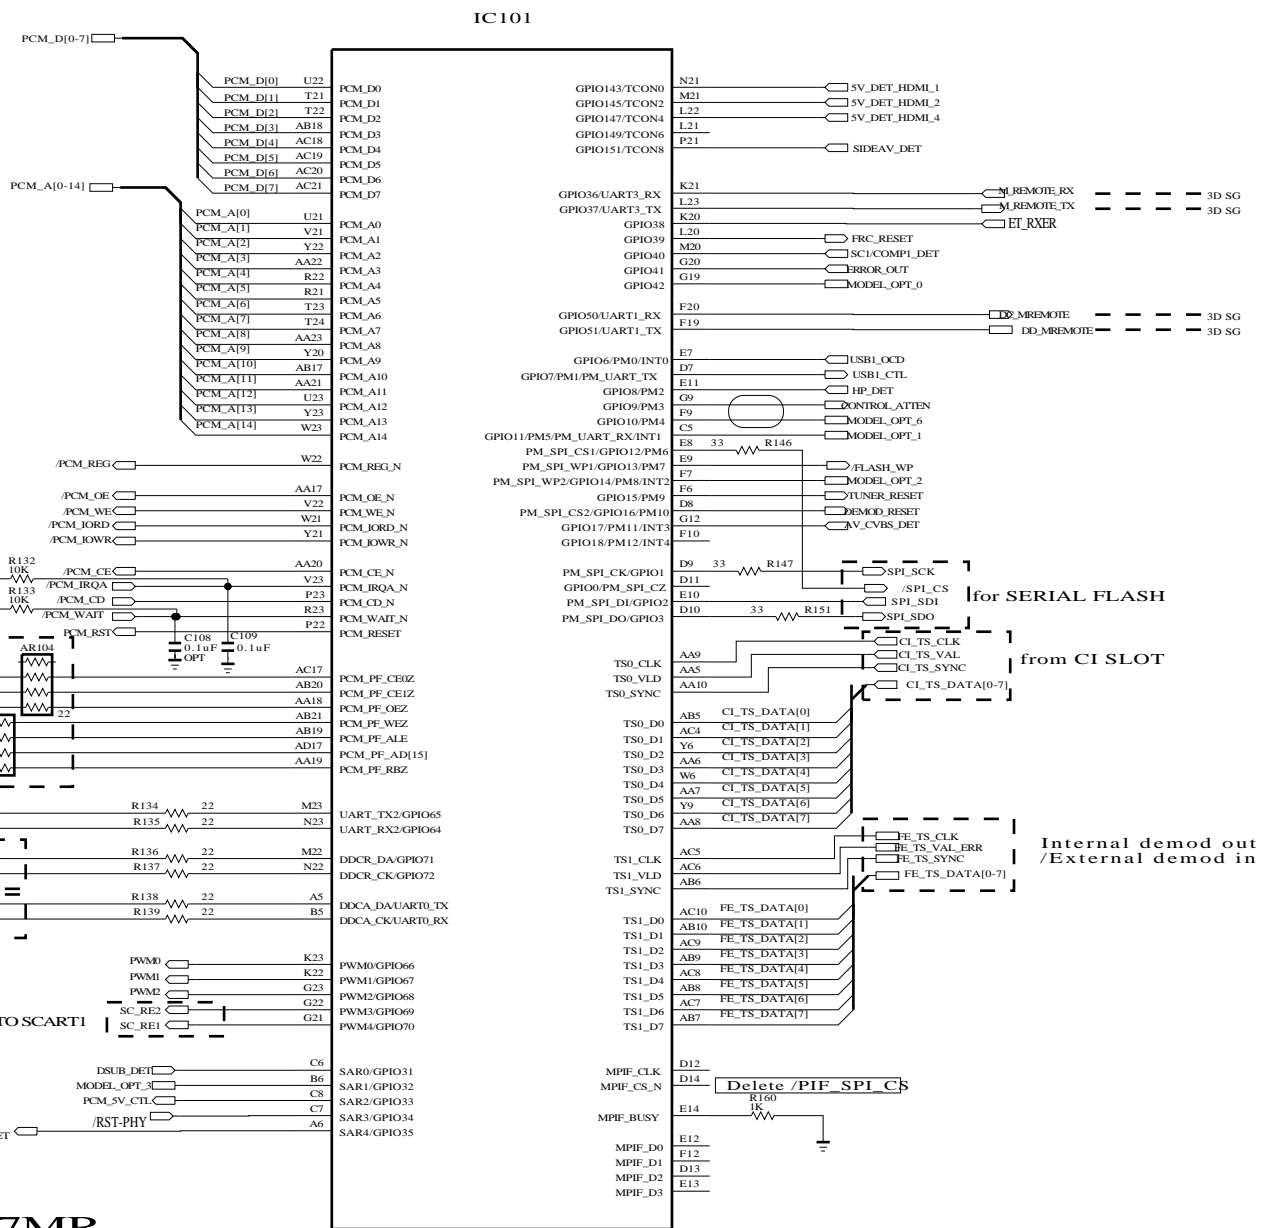 IC101
PCM_D[0-7]
PCM_D[0] U22 PCM_D0
PCM_D[1] T21 PCM_D1
PCM_D[2] T22 PCM_D2
PCM_D[3] AB18 PCM_D3
PCM_D[4] AC18 PCM_D4
PCM_D[5] AC19 PCM_D5
PCM_D[6] AC20 PCM_D6
PCM_D[7] AC21 PCM_D7
PCM_A[0-14]
PCM_A[0] U21 PCM_A0
PCM_A[1] V21 PCM_A1
PCM_A[2] Y22 PCM_A2
PCM_A[3] AA22 PCM_A3
PCM_A[4] R22 PCM_A4
PCM_A[5] R21 PCM_A5
PCM_A[6] T23 PCM_A6
PCM_A[7] T24 PCM_A7
PCM_A[8] AA23 PCM_A8
PCM_A[9] Y20 PCM_A9
PCM_A[10] AB17 PCM_A10
PCM_A[11] AA21 PCM_A11
PCM_A[12] U23 PCM_A12
PCM_A[13] Y23 PCM_A13
PCM_A[14] W23 PCM_A14
/PCM_REG W22 PCM_REG_N
/PCM_OE AA17 PCM_OE_N
/PCM_WE V22 PCM_WE_N
/PCM_IORD W21 PCM_IORD_N
/PCM_IOWR Y21 PCM_IOWR_N
R132
10K
/PCM_CE AA20 PCM_CE_N
/PCM_IRQA V23 PCM_IRQA_N
R133
10K
/PCM_CD P23 PCM_CD_N
/PCM_WAIT R23 PCM_WAIT_N
PCM_RST P22 PCM_RESET
C108
0.1uF
OPT
C109
0.1uF
AR104
22
AC17 PCM_PF_CE0Z
AB20 PCM_PF_CE1Z
AA18 PCM_PF_OEZ
AB21 PCM_PF_WEZ
AB19 PCM_PF_ALE
AD17 PCM_PF_AD[15]
AA19 PCM_PF_RBZ
R134 22 M23 UART_TX2/GPIO65
R135 22 N23 UART_RX2/GPIO64
R136 22 M22 DDCR_DA/GPIO71
R137 22 N22 DDCR_CK/GPIO72
R138 22 A5 DDCA_DA/UART0_TX
R139 22 B5 DDCA_CK/UART0_RX
PWM0 K23 PWM0/GPIO66
PWM1 K22 PWM1/GPIO67
PWM2 G23 PWM2/GPIO68
SC_RE2 G22 PWM3/GPIO69
SC_RE1 G21 PWM4/GPIO70
TO SCART1
DSUB_DET C6 SAR0/GPIO31
MODEL_OPT_3 B6 SAR1/GPIO32
PCM_5V_CTL C8 SAR2/GPIO33
/RST-PHY C7 SAR3/GPIO34
ET A6 SAR4/GPIO35
GPIO143/TCON0 N21 5V_DET_HDMI_1
GPIO145/TCON2 M21 5V_DET_HDMI_2
GPIO147/TCON4 L22 5V_DET_HDMI_4
GPIO149/TCON6 L21
GPIO151/TCON8 P21 SIDEAV_DET
GPIO36/UART3_RX K21 M_REMOTE_RX 3D SG
GPIO37/UART3_TX L23 M_REMOTE_TX 3D SG
GPIO38 K20 ET_RXER
GPIO39 L20 FRC_RESET
GPIO40 M20 SC1/COMP1_DET
GPIO41 G20 ERROR_OUT
GPIO42 G19 MODEL_OPT_0
GPIO50/UART1_RX F20 DC_MREMOTE 3D SG
GPIO51/UART1_TX F19 DD_MREMOTE 3D SG
GPIO6/PM0/INT0 E7 USB1_OCD
GPIO7/PM1/PM_UART_TX D7 USB1_CTL
GPIO8/PM2 E11 HP_DET
GPIO9/PM3 G9 CONTROL_ATTEN
GPIO10/PM4 F9 MODEL_OPT_6
GPIO11/PM5/PM_UART_RX/INT1 C5 MODEL_OPT_1
PM_SPI_CS1/GPIO12/PM6 E8 33 R146
PM_SPI_WP1/GPIO13/PM7 E9 /FLASH_WP
PM_SPI_WP2/GPIO14/PM8/INT2 F7 MODEL_OPT_2
GPIO15/PM9 F6 TUNER_RESET
PM_SPI_CS2/GPIO16/PM10 D8 DEMOD_RESET
GPIO17/PM11/INT3 G12 AV_CVBS_DET
GPIO18/PM12/INT4 F10
PM_SPI_CK/GPIO1 D9 33 R147 SPI_SCK
GPIO0/PM_SPI_CZ D11 /SPI_CS
PM_SPI_DI/GPIO2 E10 SPI_SDI
PM_SPI_DO/GPIO3 D10 33 R151 SPI_SDO
for SERIAL FLASH
TS0_CLK AA9 CI_TS_CLK
TS0_VLD AA5 CI_TS_VAL
TS0_SYNC AA10 CI_TS_SYNC
CI_TS_DATA[0-7]
from CI SLOT
TS0_D0 AB5 CI_TS_DATA[0]
TS0_D1 AC4 CI_TS_DATA[1]
TS0_D2 Y6 CI_TS_DATA[2]
TS0_D3 AA6 CI_TS_DATA[3]
TS0_D4 W6 CI_TS_DATA[4]
TS0_D5 AA7 CI_TS_DATA[5]
TS0_D6 Y9 CI_TS_DATA[6]
TS0_D7 AA8 CI_TS_DATA[7]
TS1_CLK AC5 FE_TS_CLK
TS1_VLD AC6 FE_TS_VAL_ERR
TS1_SYNC AB6 FE_TS_SYNC
FE_TS_DATA[0-7]
Internal demod out
/External demod in
TS1_D0 AC10 FE_TS_DATA[0]
TS1_D1 AB10 FE_TS_DATA[1]
TS1_D2 AC9 FE_TS_DATA[2]
TS1_D3 AB9 FE_TS_DATA[3]
TS1_D4 AC8 FE_TS_DATA[4]
TS1_D5 AB8 FE_TS_DATA[5]
TS1_D6 AC7 FE_TS_DATA[6]
TS1_D7 AB7 FE_TS_DATA[7]
MPIF_CLK D12
MPIF_CS_N D14 Delete /PIF_SPI_CS
MPIF_BUSY E14 R160
1K
MPIF_D0 E12
MPIF_D1 F12
MPIF_D2 D13
MPIF_D3 E13